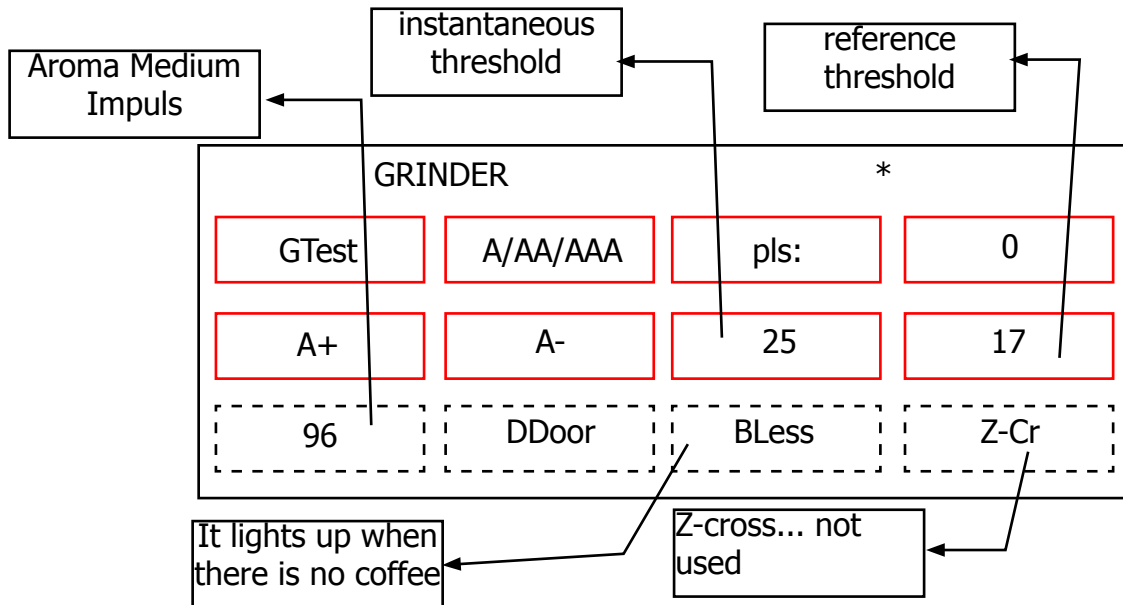 instantaneous
threshold
reference
threshold
Aroma Medium
Impuls
GRINDER *
GTest A/AA/AAA pls: 0
A+ A- 25 17
96 DDoor BLess Z-Cr
It lights up when
there is no coffee
Z-cross... not
used